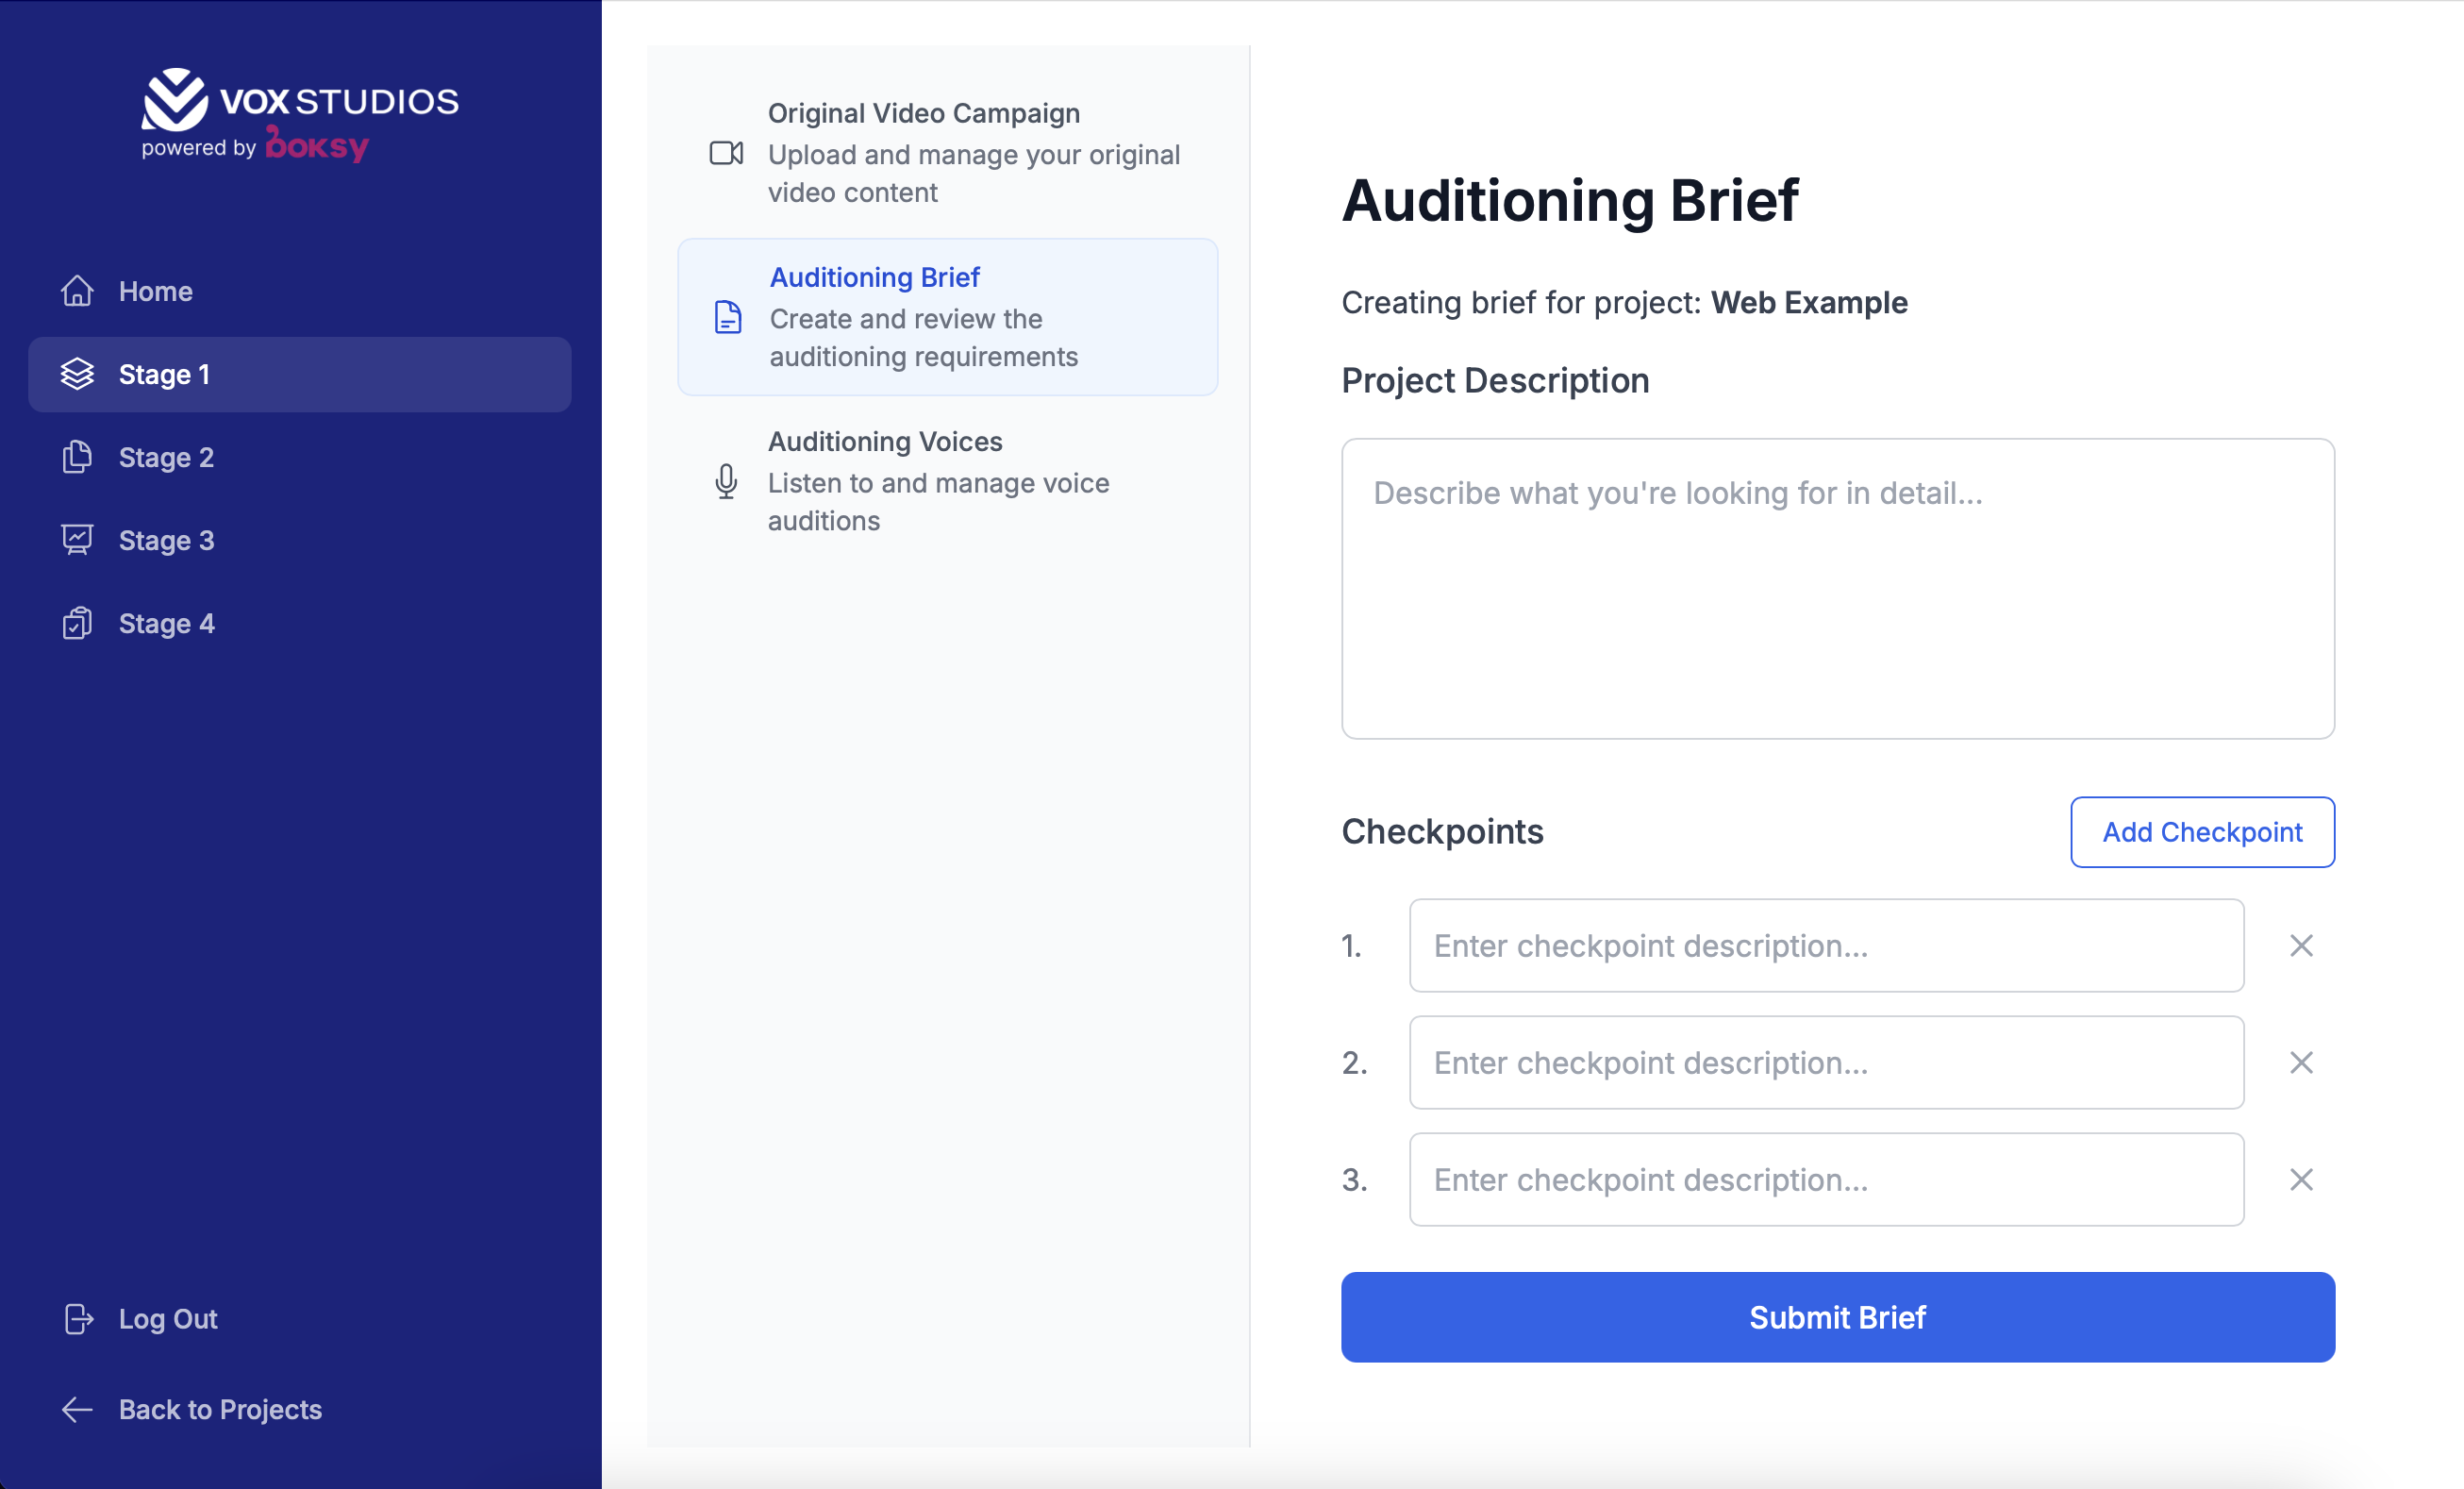 VOX STUDIOS
powered by boksy
Home
Stage 1
Stage 2
Stage 3
Stage 4
Log Out
Back to Projects
Original Video Campaign
Upload and manage your original
video content
Auditioning Brief
Create and review the
auditioning requirements
Auditioning Voices
Listen to and manage voice
auditions
Auditioning Brief
Creating brief for project: Web Example
Project Description
Describe what you're looking for in detail...
Checkpoints
Add Checkpoint
1. Enter checkpoint description...
2. Enter checkpoint description...
3. Enter checkpoint description...
Submit Brief